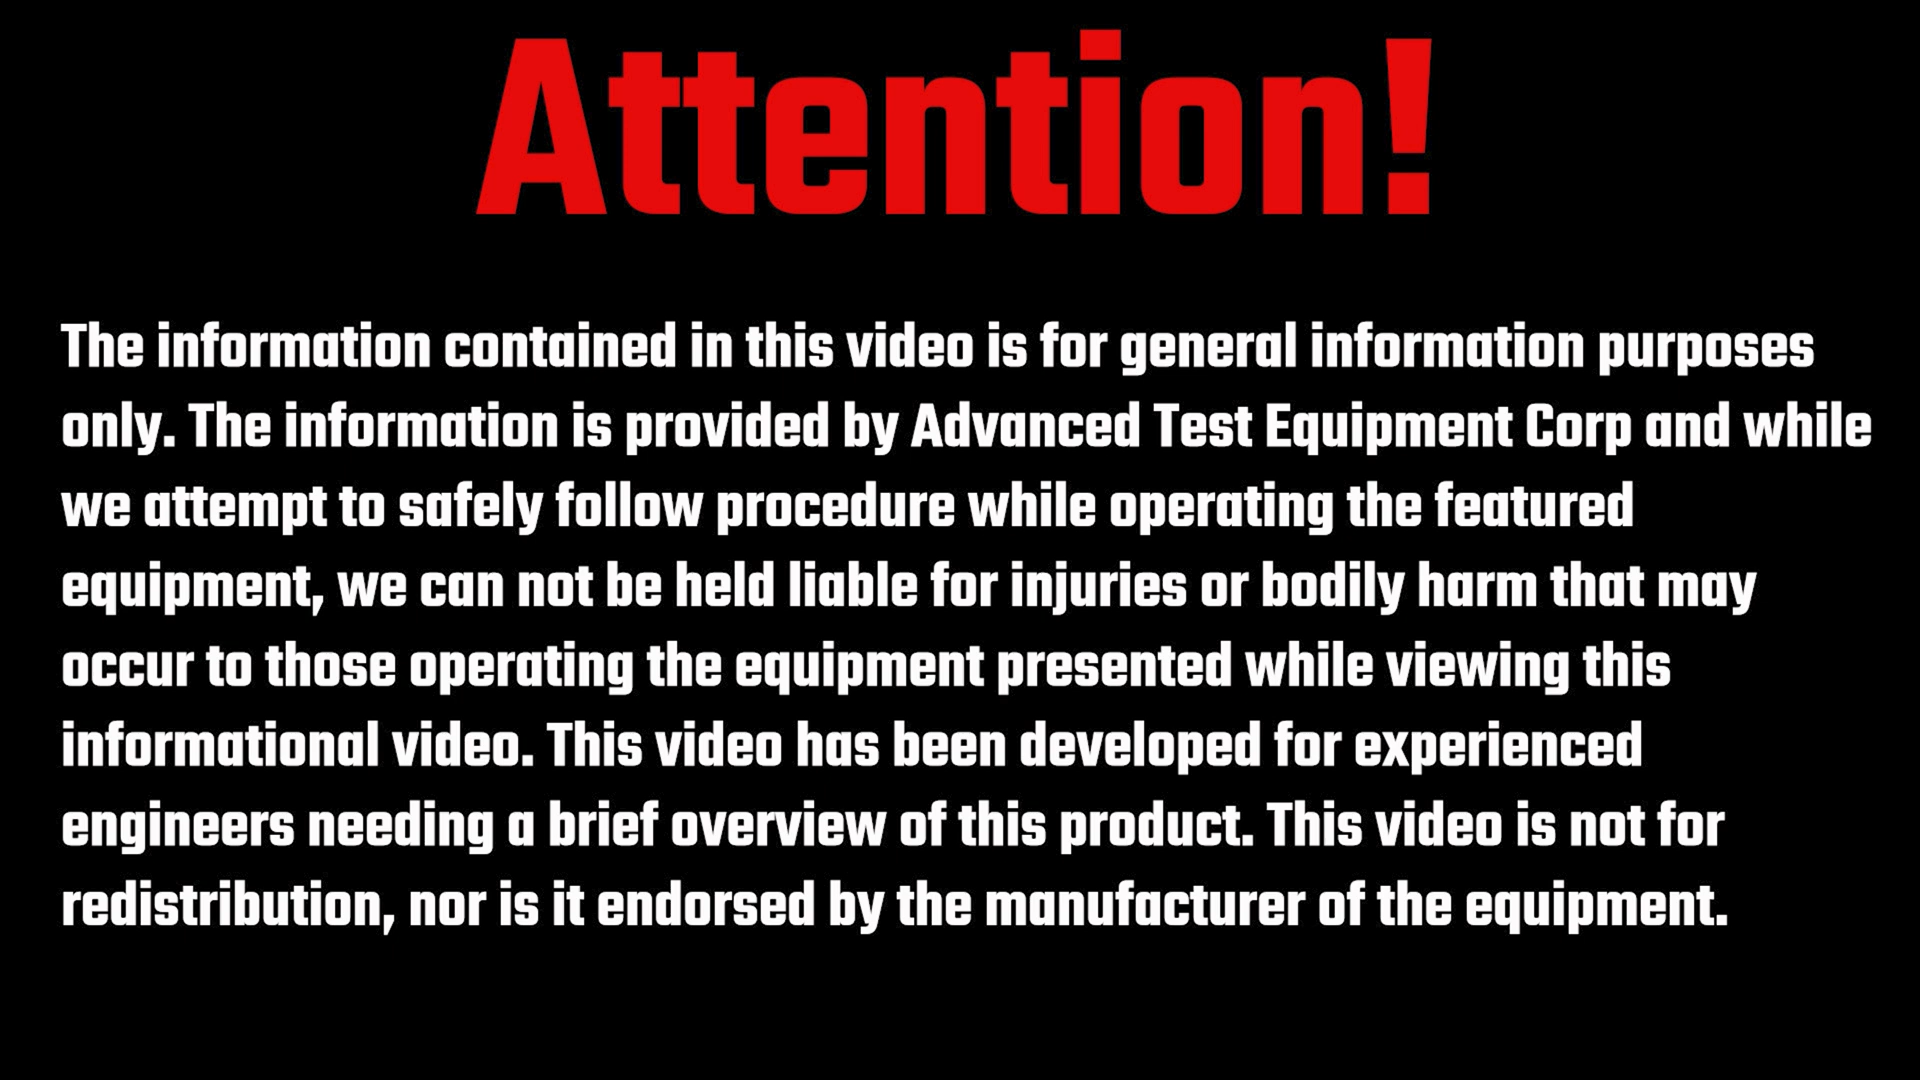 Attention!
The information contained in this video is for general information purposes
only. The information is provided by Advanced Test Equipment Corp and while
we attempt to safely follow procedure while operating the featured
equipment, we can not be held liable for injuries or bodily harm that may
occur to those operating the equipment presented while viewing this
informational video. This video has been developed for experienced
engineers needing a brief overview of this product. This video is not for
redistribution, nor is it endorsed by the manufacturer of the equipment.